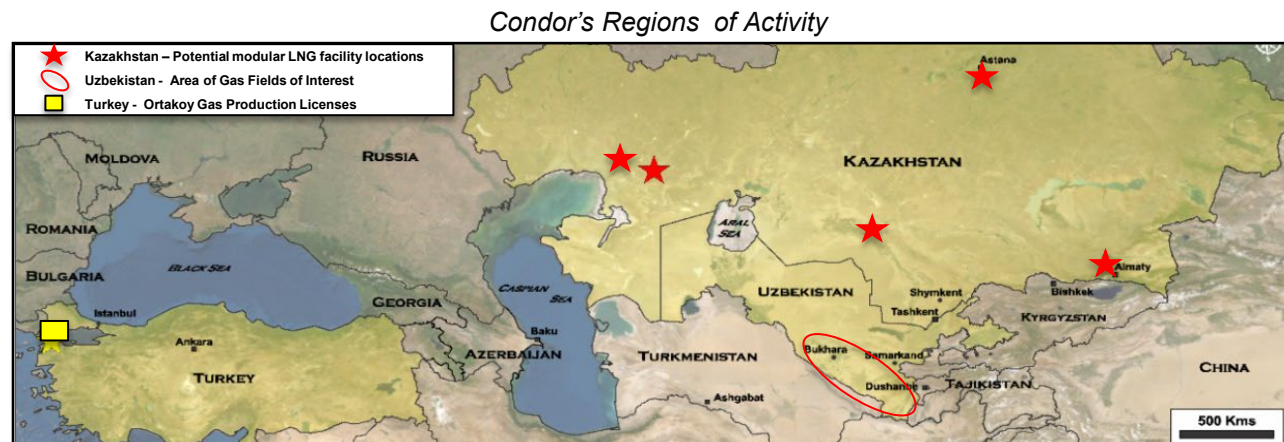 Condor's Regions of Activity
Kazakhstan – Potential modular LNG facility locations
Uzbekistan - Area of Gas Fields of Interest
Turkey - Ortakoy Gas Production Licenses
Astana
MOLDOVA
RUSSIA
KAZAKHSTAN
ROMANIA
ARAL
SEA
BULGARIA
BLACK SEA
CASPIAN
SEA
GEORGIA
UZBEKISTAN
Shymkent
Tashkent
Almaty
Bishkek
KYRGYZSTAN
Istanbul
Ankara
TURKEY
Baku
AZERBAIJAN
TURKMENISTAN
Bukhara
Samarkand
Dushanbe
TAJIKISTAN
CHINA
Ashgabat
500 Kms